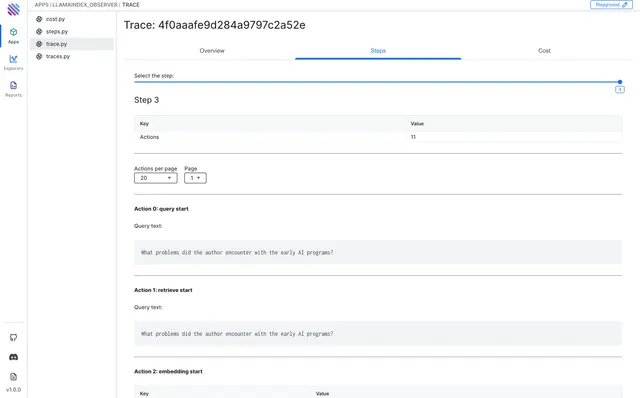 APPS / LLAMAINDEX_OBSERVER / TRACE
Playground
cost.py
steps.py
trace.py
traces.py
Apps
Explorers
Reports
v1.0.0
Trace: 4f0aaafe9d284a9797c2a52e
Overview
Steps
Cost
Select the step:
Step 3
Key Value
Actions 11
Actions per page Page
20 1
Action 0: query start
Query text:
What problems did the author encounter with the early AI programs?
Action 1: retrieve start
Query text:
What problems did the author encounter with the early AI programs?
Action 2: embedding start
Key Value